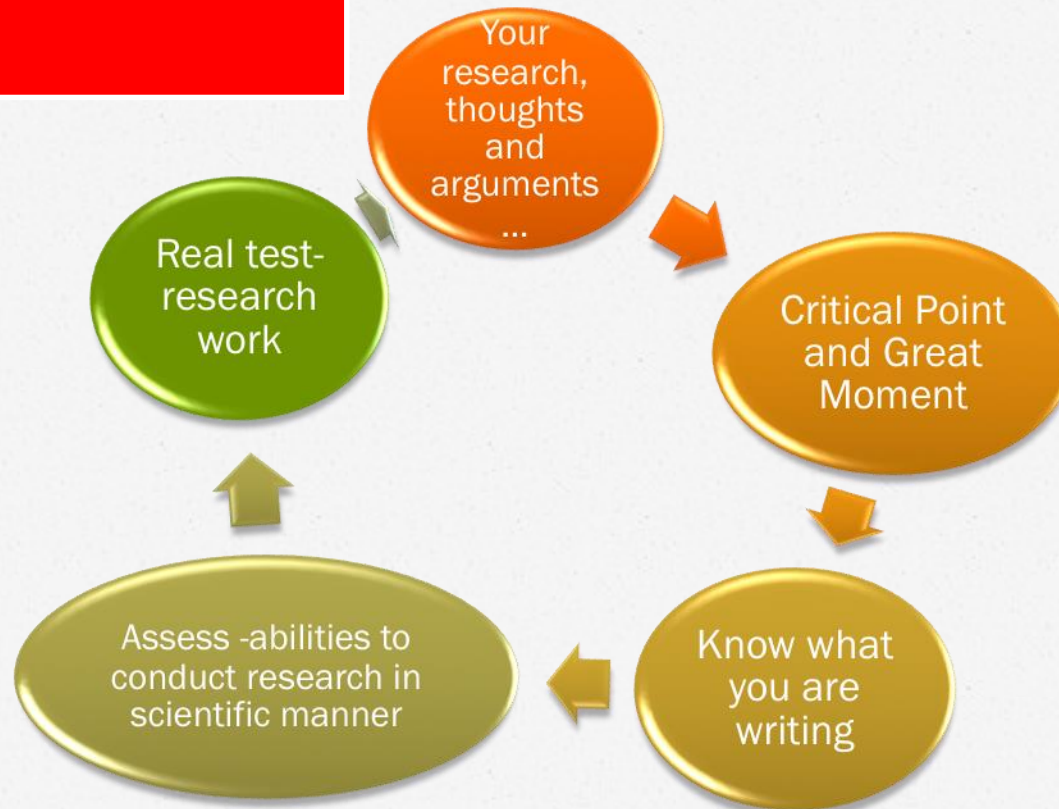 Your
research,
thoughts
and
arguments
...
Critical Point
and Great
Moment
Know what
you are
writing
Assess -abilities to
conduct research in
scientific manner
Real test-
research
work